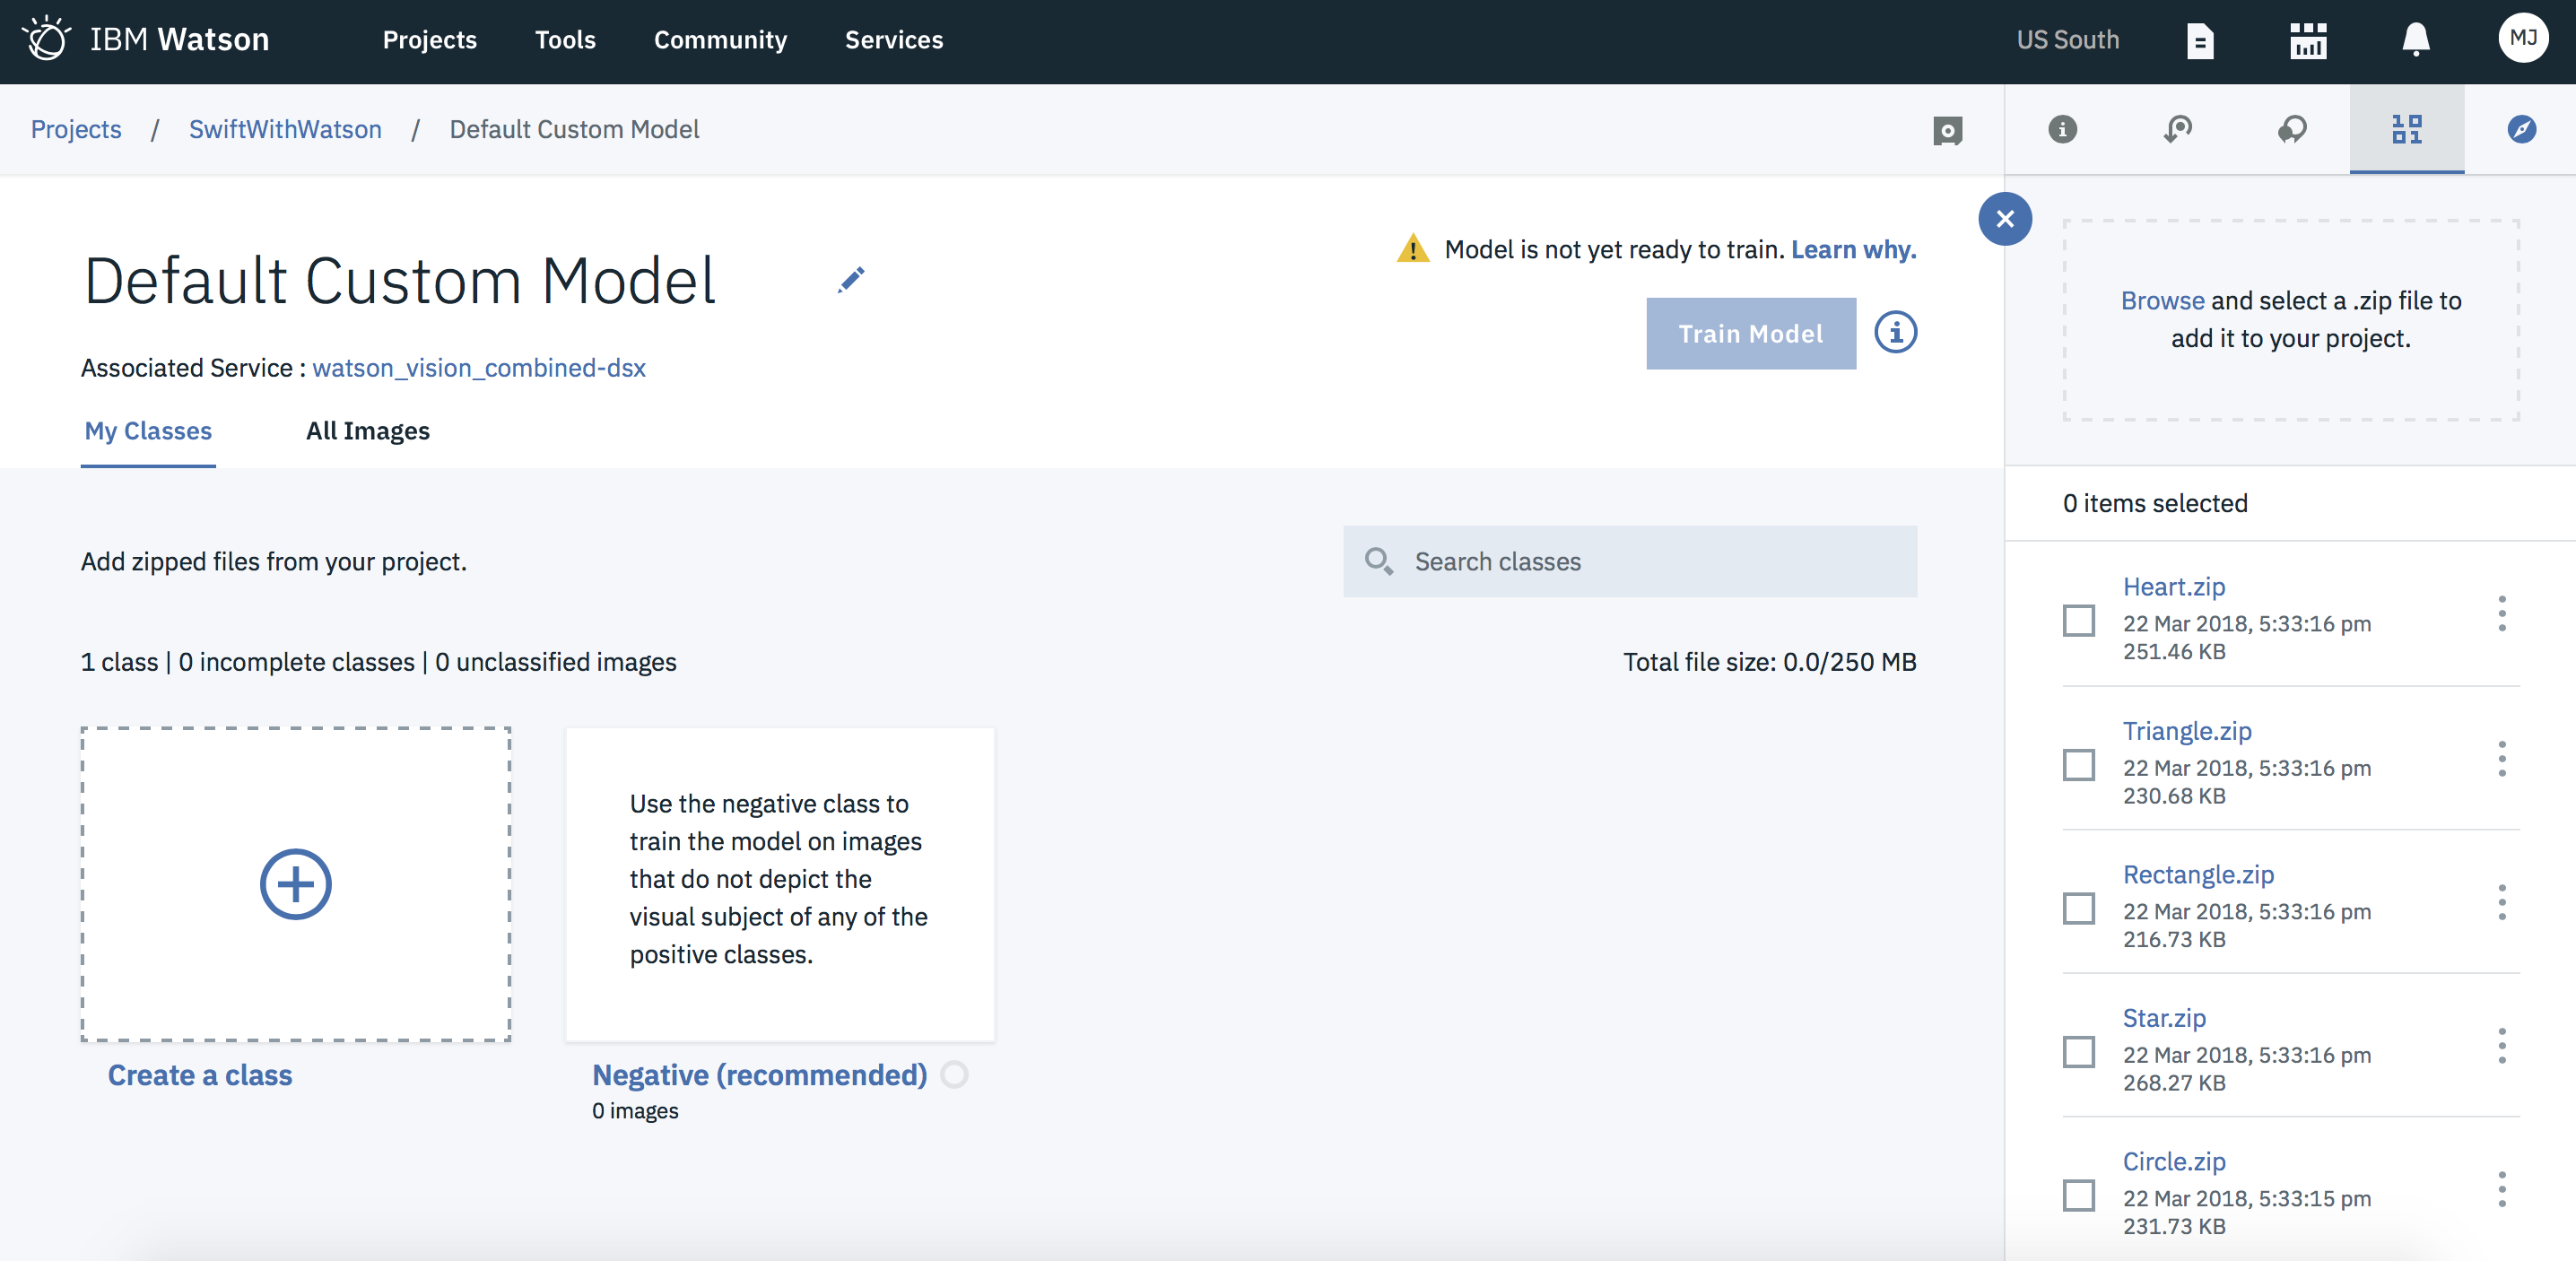 IBM Watson Projects Tools Community Services US South MJ
Projects / SwiftWithWatson / Default Custom Model
Default Custom Model
Model is not yet ready to train. Learn why.
Train Model
Associated Service : watson_vision_combined-dsx
My Classes All Images
Add zipped files from your project.
Search classes
1 class | 0 incomplete classes | 0 unclassified images
Total file size: 0.0/250 MB
Create a class
Use the negative class to
train the model on images
that do not depict the
visual subject of any of the
positive classes.
Negative (recommended)
0 images
Browse and select a .zip file to
add it to your project.
0 items selected
Heart.zip
22 Mar 2018, 5:33:16 pm
251.46 KB
Triangle.zip
22 Mar 2018, 5:33:16 pm
230.68 KB
Rectangle.zip
22 Mar 2018, 5:33:16 pm
216.73 KB
Star.zip
22 Mar 2018, 5:33:16 pm
268.27 KB
Circle.zip
22 Mar 2018, 5:33:15 pm
231.73 KB